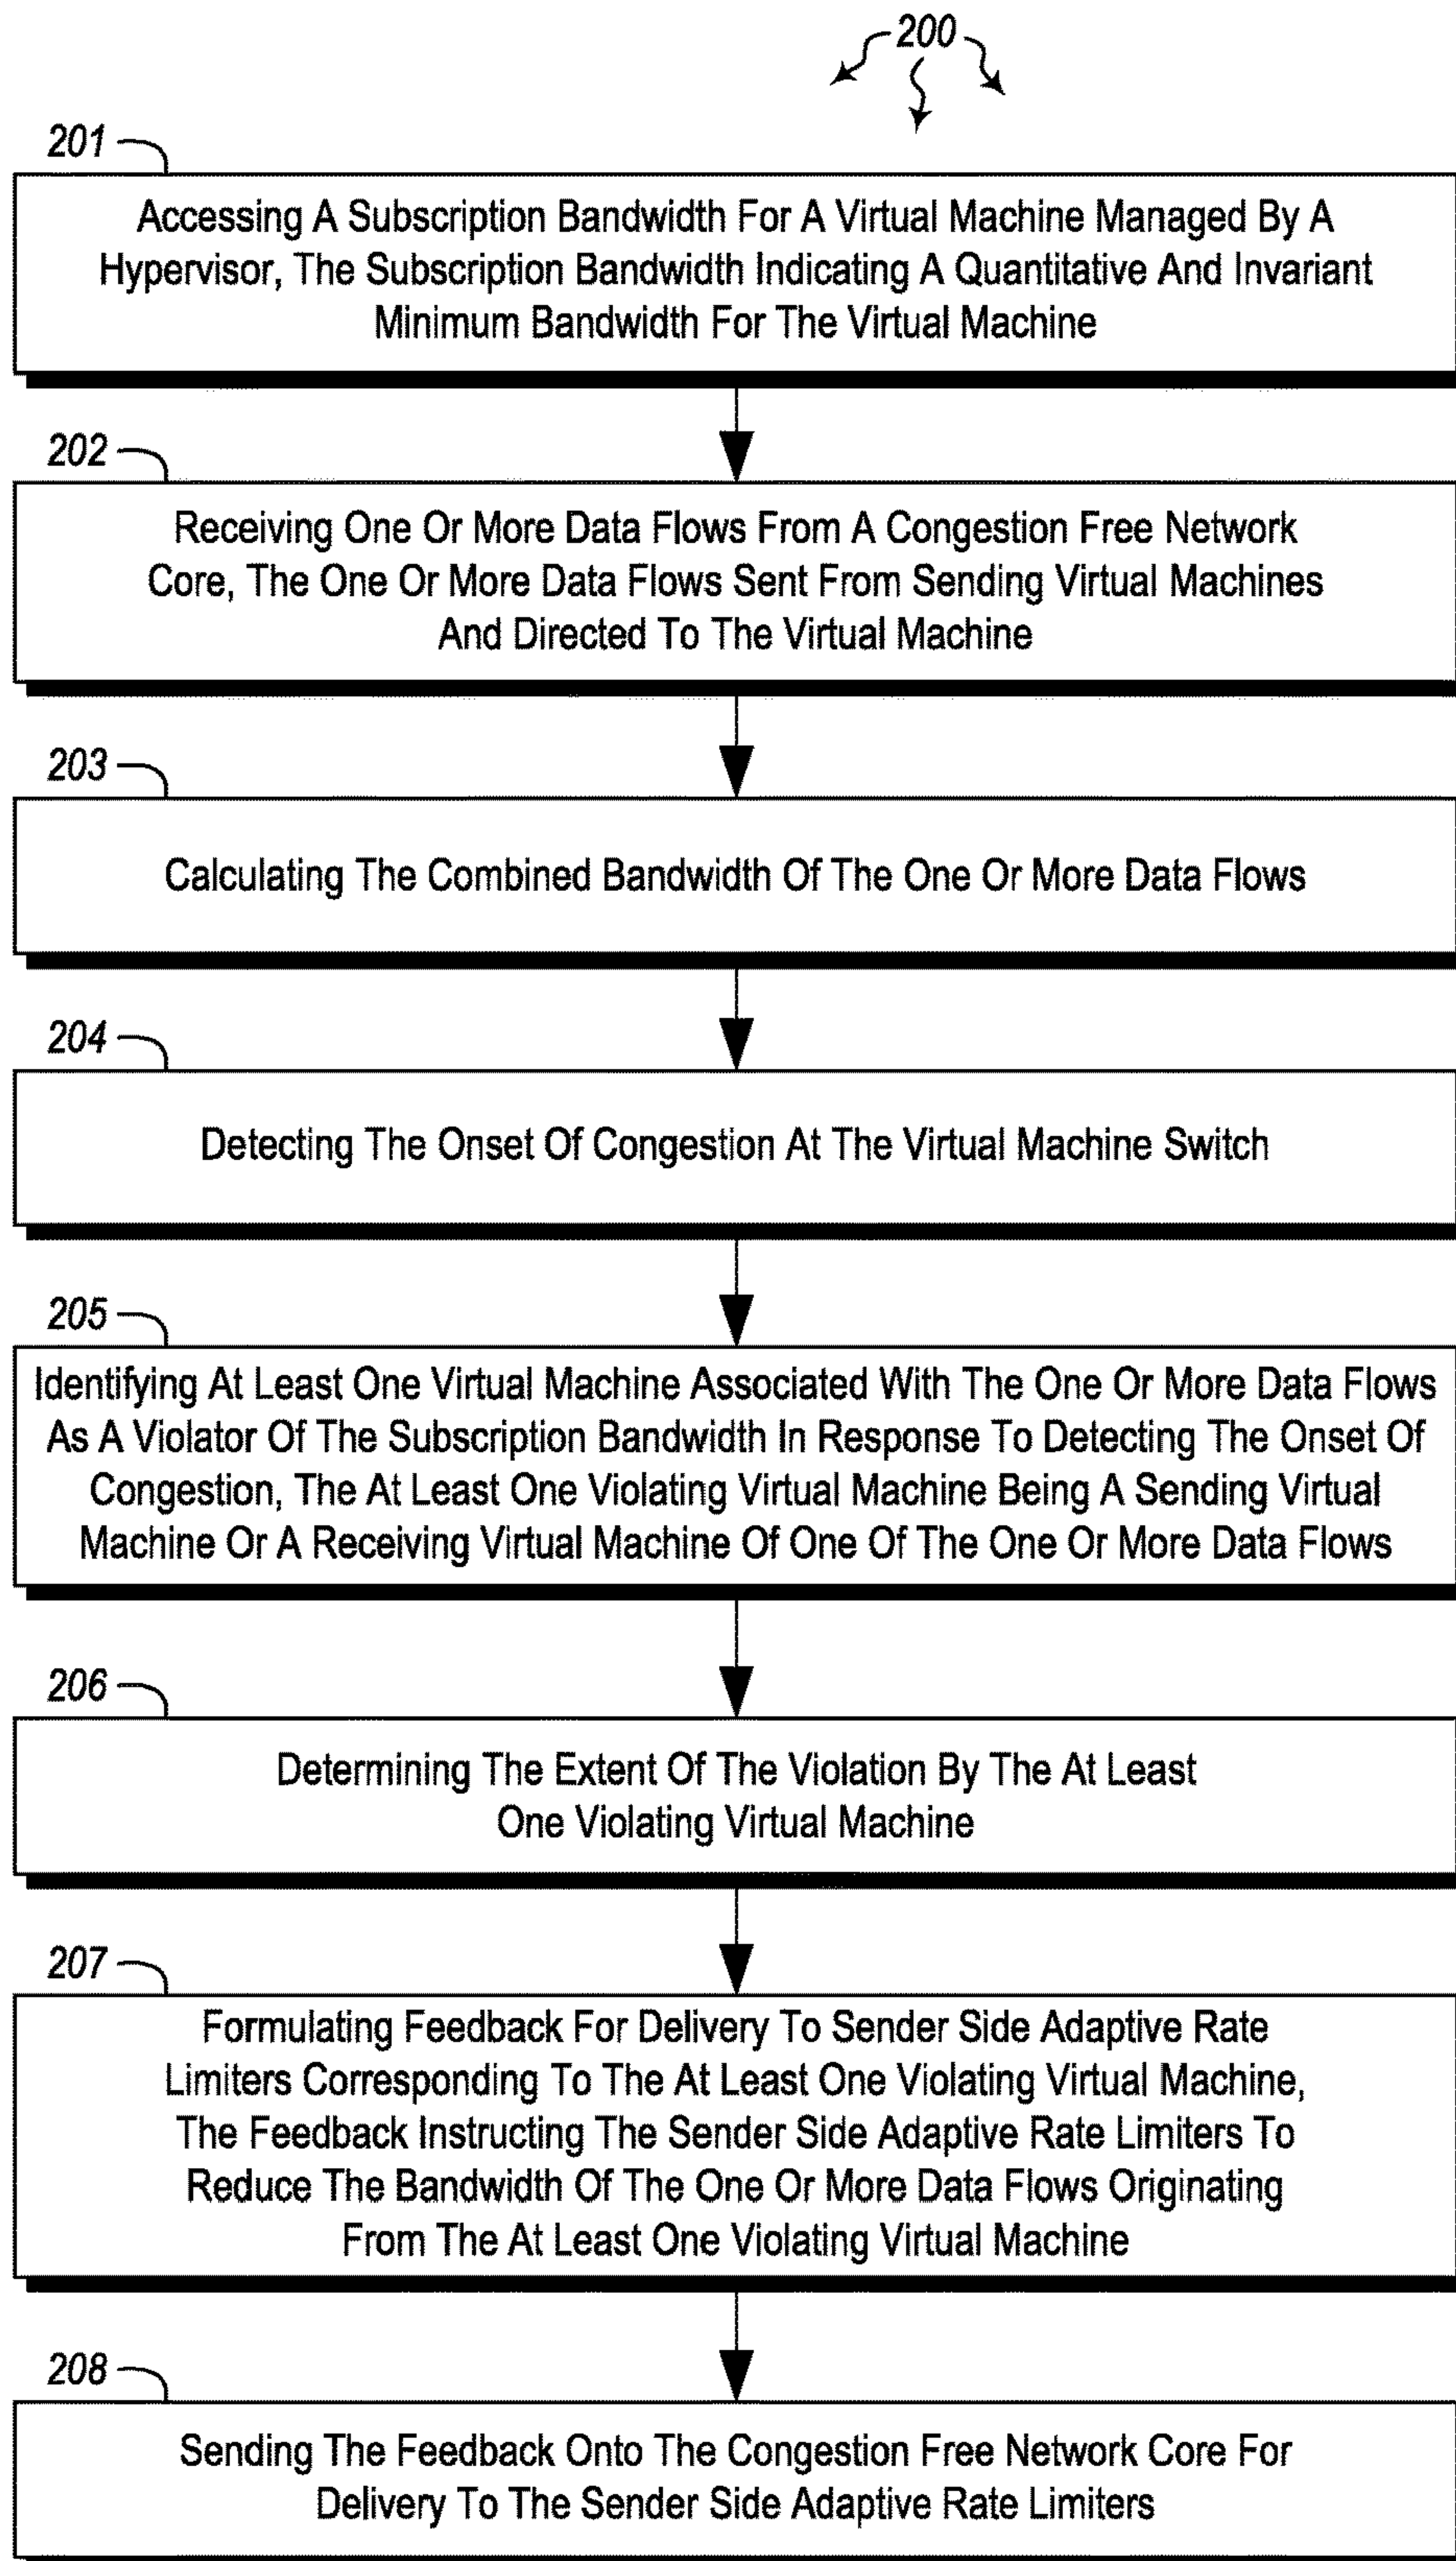 200
201
Accessing A Subscription Bandwidth For A Virtual Machine Managed By A
Hypervisor, The Subscription Bandwidth Indicating A Quantitative And Invariant
Minimum Bandwidth For The Virtual Machine
202
Receiving One Or More Data Flows From A Congestion Free Network
Core, The One Or More Data Flows Sent From Sending Virtual Machines
And Directed To The Virtual Machine
203
Calculating The Combined Bandwidth Of The One Or More Data Flows
204
Detecting The Onset Of Congestion At The Virtual Machine Switch
205
Identifying At Least One Virtual Machine Associated With The One Or More Data Flows
As A Violator Of The Subscription Bandwidth In Response To Detecting The Onset Of
Congestion, The At Least One Violating Virtual Machine Being A Sending Virtual
Machine Or A Receiving Virtual Machine Of One Of The One Or More Data Flows
206
Determining The Extent Of The Violation By The At Least
One Violating Virtual Machine
207
Formulating Feedback For Delivery To Sender Side Adaptive Rate
Limiters Corresponding To The At Least One Violating Virtual Machine,
The Feedback Instructing The Sender Side Adaptive Rate Limiters To
Reduce The Bandwidth Of The One Or More Data Flows Originating
From The At Least One Violating Virtual Machine
208
Sending The Feedback Onto The Congestion Free Network Core For
Delivery To The Sender Side Adaptive Rate Limiters